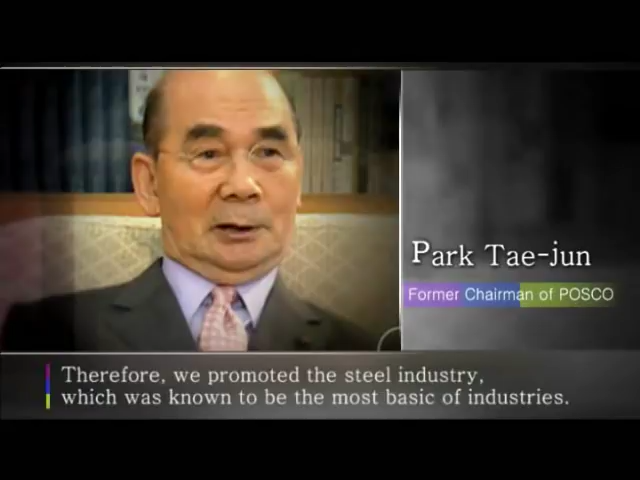 Park Tae-jun
Former Chairman of POSCO
Therefore, we promoted the steel industry,
which was known to be the most basic of industries.